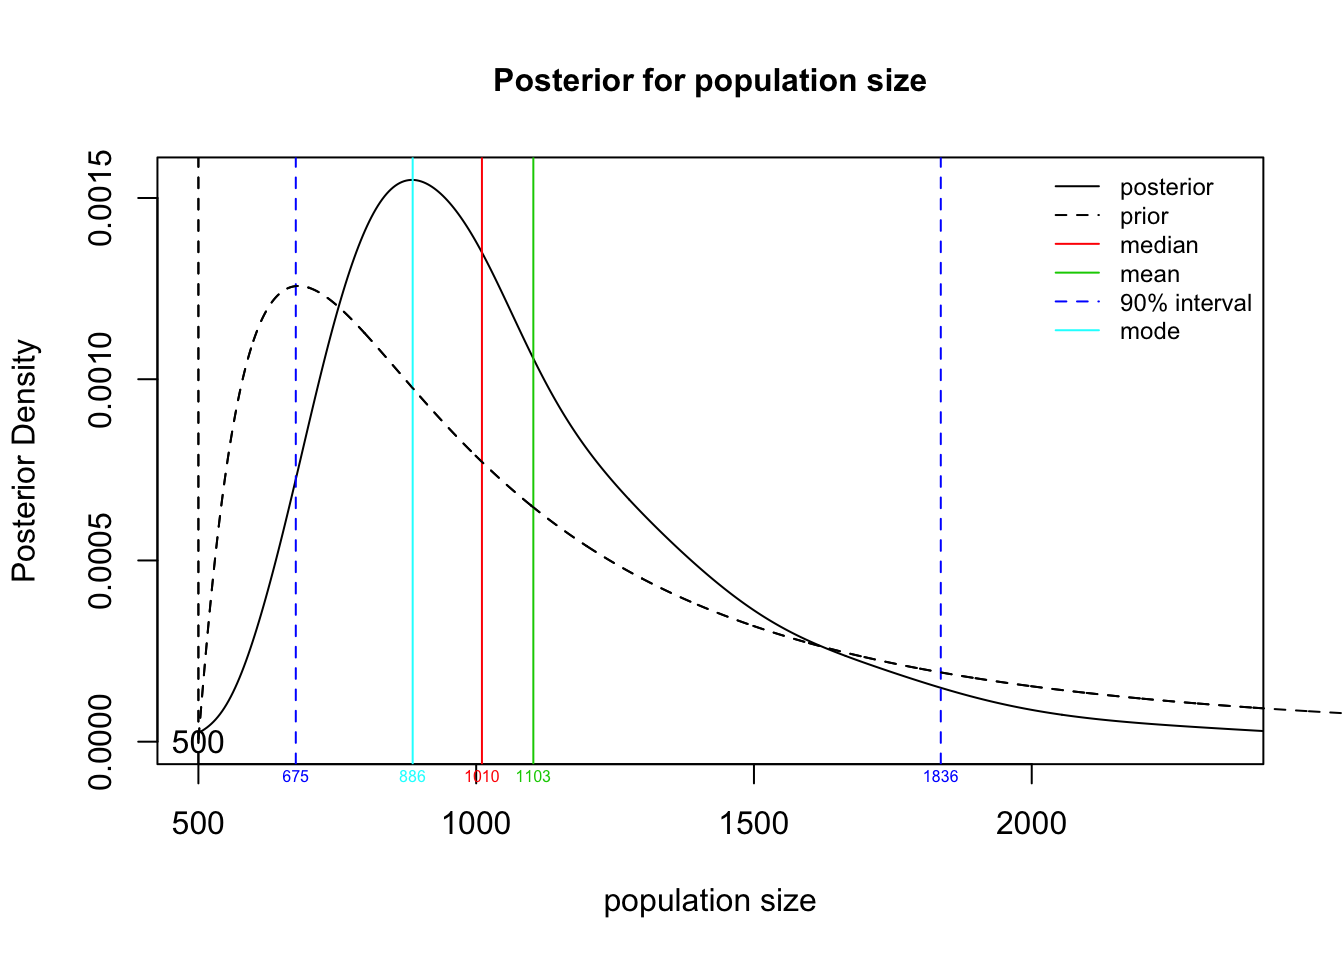 Posterior for population size
Posterior Density
0.0015
0.0010
0.0005
0.0000
posterior
prior
median
mean
90% interval
mode
500
675
886
1010
1103
1836
500
1000
1500
2000
population size